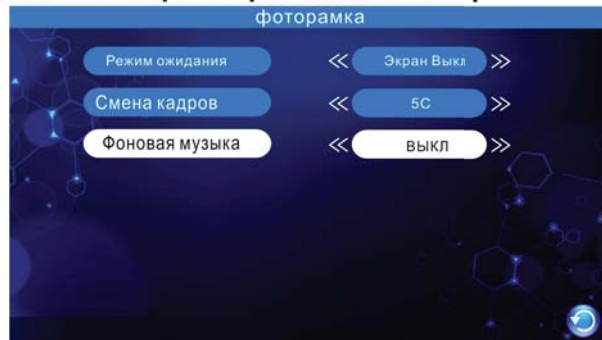 фоторамка
Режим ожидания Экран Выкл
Смена кадров 5С
Фоновая музыка выкл